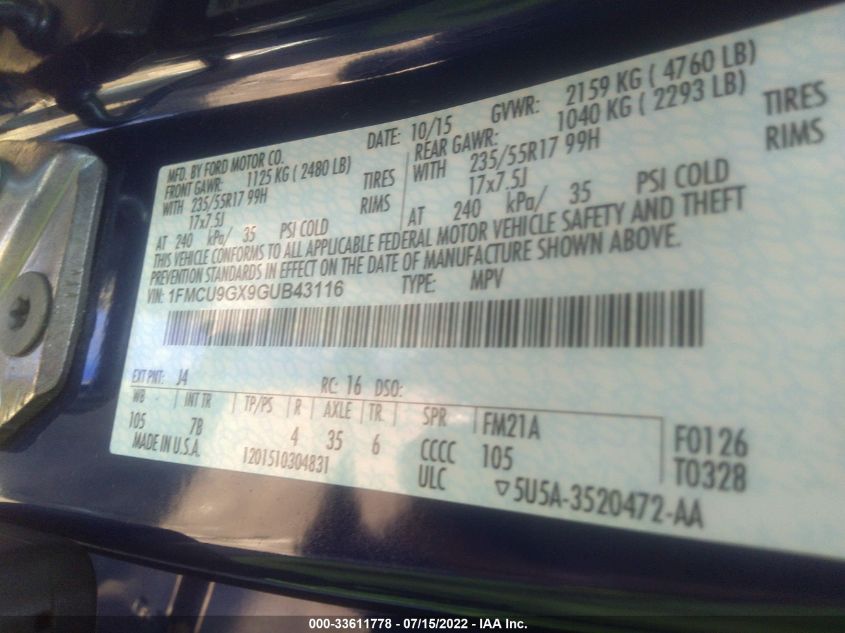 MFD. BY FORD MOTOR CO.
DATE: 10/15 GVWR: 2159 KG ( 4760 LB)
FRONT GAWR: 1125 KG ( 2480 LB)
REAR GAWR: 1040 KG ( 2293 LB)
WITH 235/55R17 99H TIRES
WITH 235/55R17 99H TIRES
17x7.5J RIMS
17x7.5J RIMS
AT 240 kPa/ 35 PSI COLD
AT 240 kPa/ 35 PSI COLD
THIS VEHICLE CONFORMS TO ALL APPLICABLE FEDERAL MOTOR VEHICLE SAFETY AND THEFT
PREVENTION STANDARDS IN EFFECT ON THE DATE OF MANUFACTURE SHOWN ABOVE.
VIN: 1FMCU9GX9GUB43116 TYPE: MPV
EXT PNT: J4 RC: 16 DSO:
WB INT TR TP/PS R AXLE TR SPR FM21A F0126
105 7B 4 35 6 CCCC 105 T0328
MADE IN U.S.A. 1201510304831 ULC ▽5U5A-3520472-AA
000-33611778 - 07/15/2022 - IAA Inc.